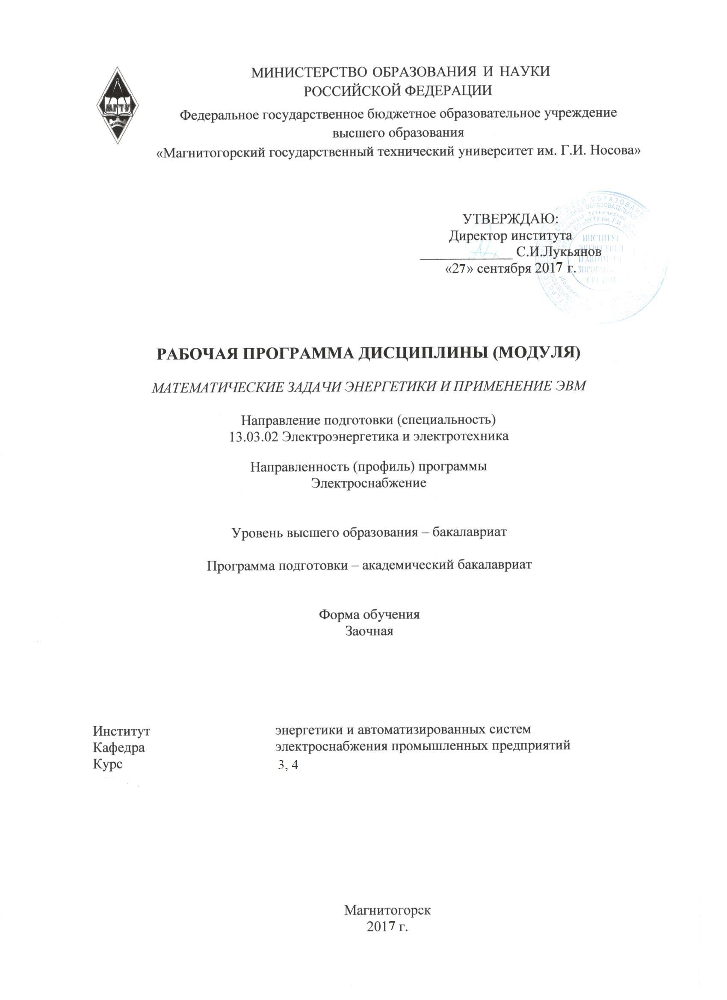 МИНИСТЕРСТВО ОБРАЗОВАНИЯ И НАУКИ
РОССИЙСКОЙ ФЕДЕРАЦИИ
Федеральное государственное бюджетное образовательное учреждение
высшего образования
«Магнитогорский государственный технический университет им. Г.И. Носова»
МГТУ
УТВЕРЖДАЮ:
Директор института
С.И.Лукьянов
«27» сентября 2017 г.
ИНСТИТУТ
РАБОЧАЯ ПРОГРАММА ДИСЦИПЛИНЫ (МОДУЛЯ)
МАТЕМАТИЧЕСКИЕ ЗАДАЧИ ЭНЕРГЕТИКИ И ПРИМЕНЕНИЕ ЭВМ
Направление подготовки (специальность)
13.03.02 Электроэнергетика и электротехника
Направленность (профиль) программы
Электроснабжение
Уровень высшего образования – бакалавриат
Программа подготовки – академический бакалавриат
Форма обучения
Заочная
Институт энергетики и автоматизированных систем
Кафедра электроснабжения промышленных предприятий
Курс 3, 4
Магнитогорск
2017 г.